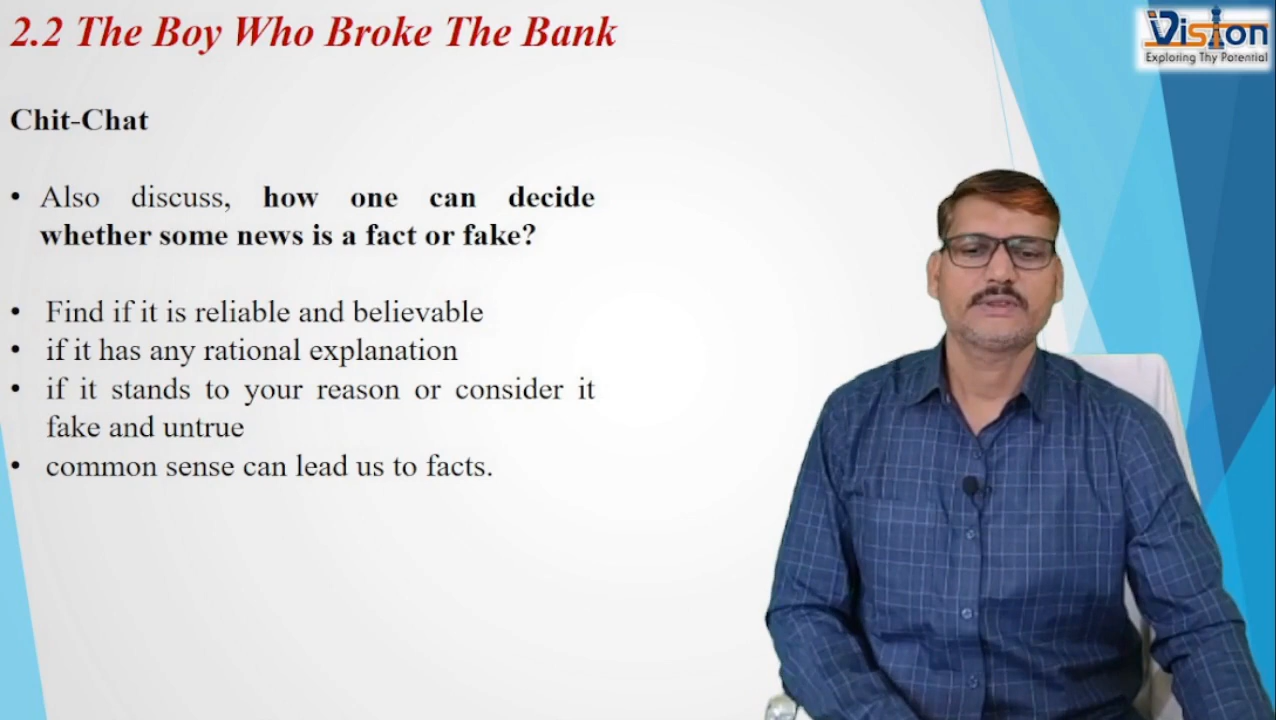 2.2 The Boy Who Broke The Bank
Vision
Exploring Thy Potential
Chit-Chat
• Also discuss, how one can decide
whether some news is a fact or fake?
• Find if it is reliable and believable
• if it has any rational explanation
• if it stands to your reason or consider it
fake and untrue
• common sense can lead us to facts.